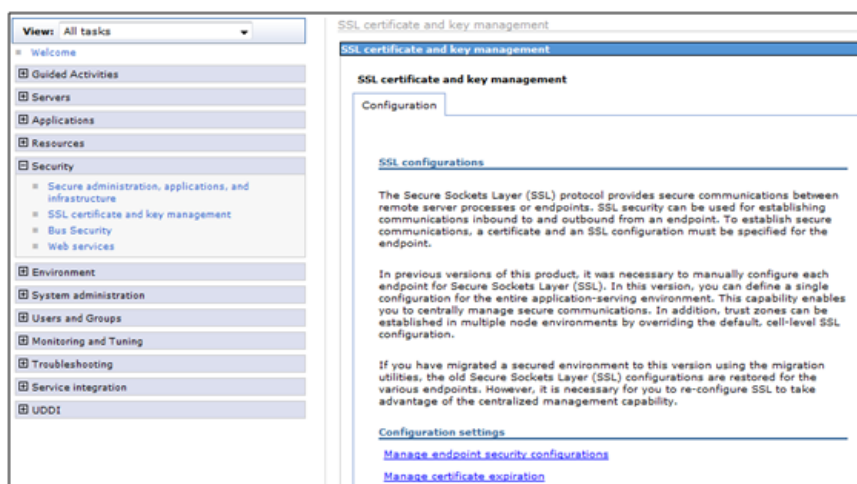 View: All tasks
Welcome
Guided Activities
Servers
Applications
Resources
Security
Secure administration, applications, and
infrastructure
SSL certificate and key management
Bus Security
Web services
Environment
System administration
Users and Groups
Monitoring and Tuning
Troubleshooting
Service integration
UDDI
SSL certificate and key management
SSL certificate and key management
SSL certificate and key management
Configuration
SSL configurations
The Secure Sockets Layer (SSL) protocol provides secure communications between
remote server processes or endpoints. SSL security can be used for establishing
communications inbound to and outbound from an endpoint. To establish secure
communications, a certificate and an SSL configuration must be specified for the
endpoint.
In previous versions of this product, it was necessary to manually configure each
endpoint for Secure Sockets Layer (SSL). In this version, you can define a single
configuration for the entire application-serving environment. This capability enables
you to centrally manage secure communications. In addition, trust zones can be
established in multiple node environments by overriding the default, cell-level SSL
configuration.
If you have migrated a secured environment to this version using the migration
utilities, the old Secure Sockets Layer (SSL) configurations are restored for the
various endpoints. However, it is necessary for you to re-configure SSL to take
advantage of the centralized management capability.
Configuration settings
Manage endpoint security configurations
Manage certificate expiration